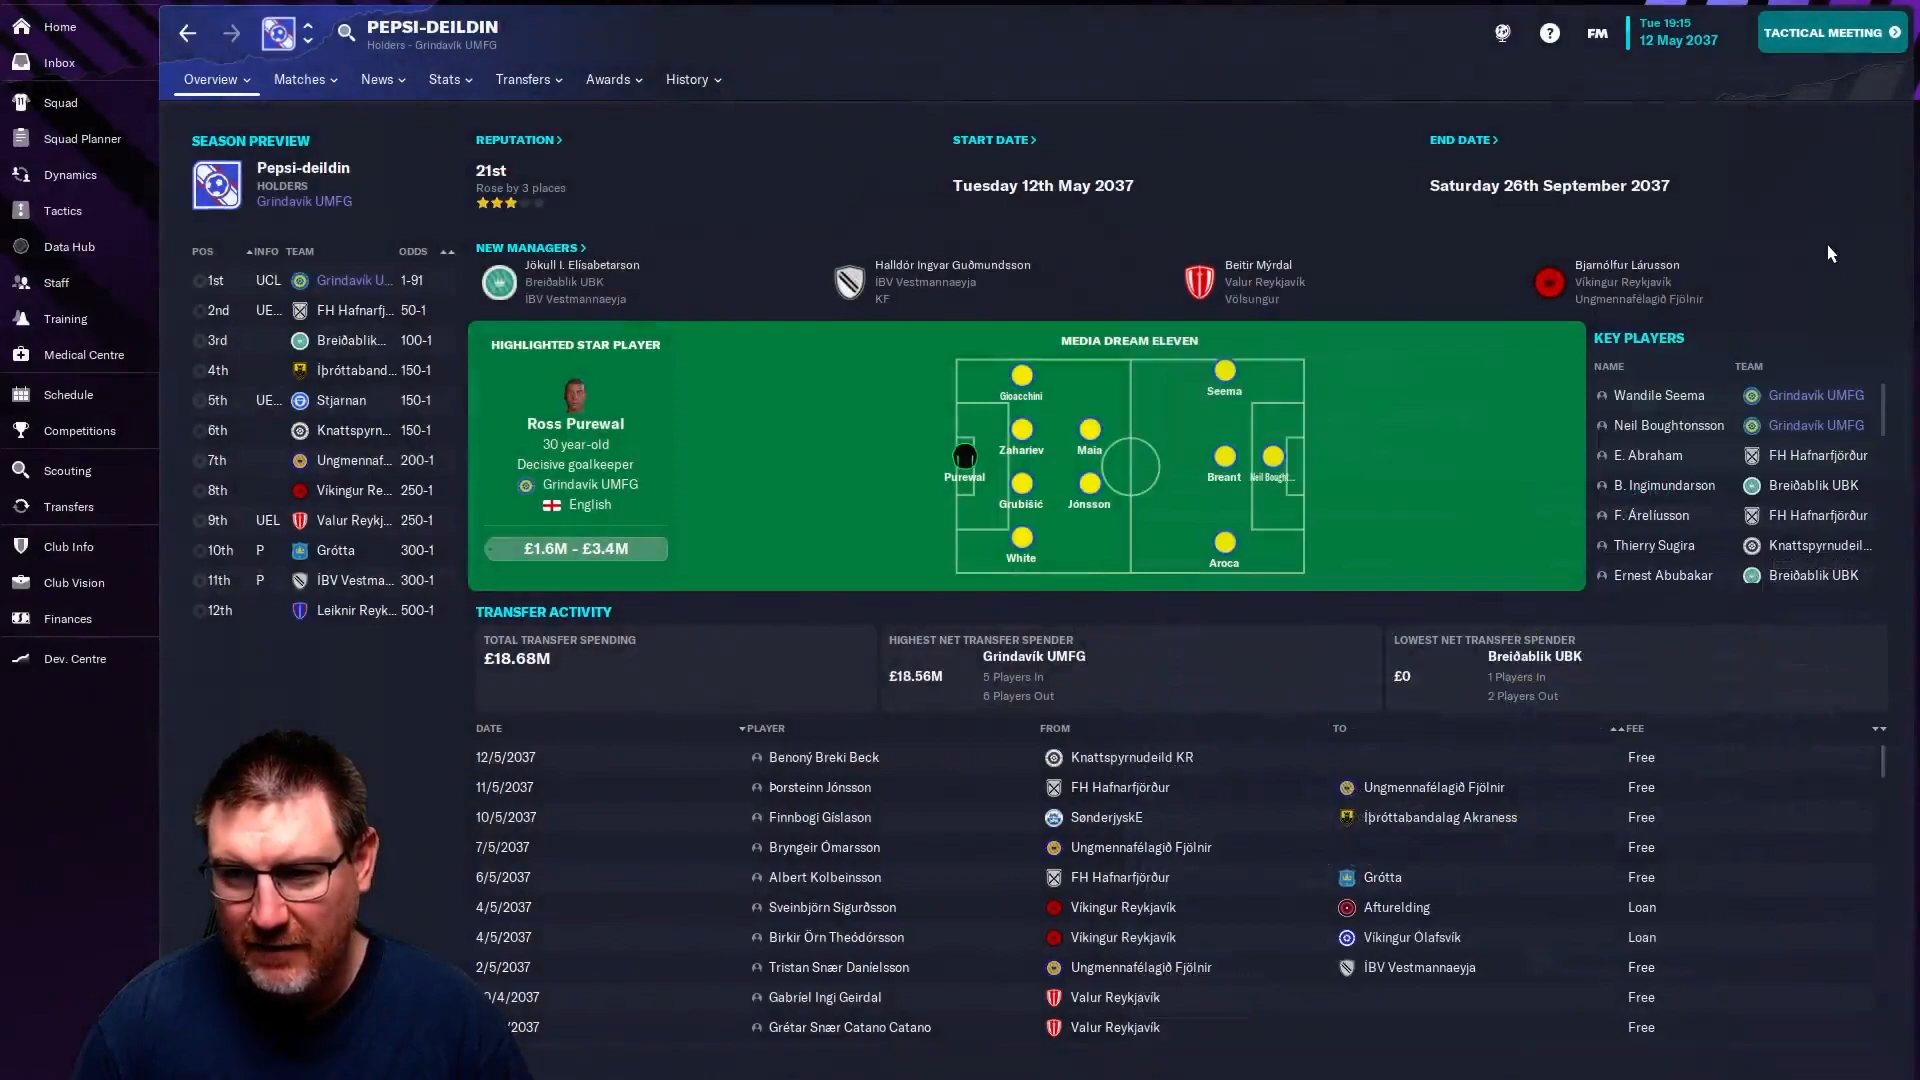 Home
Inbox
Squad
Squad Planner
Dynamics
Tactics
Data Hub
Staff
Training
Medical Centre
Schedule
Competitions
Scouting
Transfers
Club Info
Club Vision
Finances
Dev. Centre
PEPSI-DEILDIN
Holders - Grindavík UMFG
FM
Tue 19:15
12 May 2037
TACTICAL MEETING
Overview Matches News Stats Transfers Awards History
SEASON PREVIEW
Pepsi-deildin
HOLDERS
Grindavík UMFG
REPUTATION >
21st
Rose by 3 places
START DATE >
Tuesday 12th May 2037
END DATE >
Saturday 26th September 2037
POS INFO TEAM ODDS
1st UCL Grindavík U... 1-91
2nd UE... FH Hafnarfj... 50-1
3rd Breiðablik... 100-1
4th Íþróttaband... 150-1
5th UE... Stjarnan 150-1
6th Knattspyrn... 150-1
7th Ungmennaf... 200-1
8th Víkingur Re... 250-1
9th UEL Valur Reykj... 250-1
10th P Grótta 300-1
11th P ÍBV Vestma... 300-1
12th Leiknir Reyk... 500-1
NEW MANAGERS >
Jökull I. Elísabetarson
Breiðablik UBK
ÍBV Vestmannaeyja
Halldór Ingvar Guðmundsson
ÍBV Vestmannaeyja
KF
Beitir Mýrdal
Valur Reykjavík
Völsungur
Bjarnólfur Lárusson
Víkingur Reykjavík
Ungmennafélagið Fjölnir
HIGHLIGHTED STAR PLAYER
Ross Purewal
30 year-old
Decisive goalkeeper
Grindavík UMFG
English
£1.6M - £3.4M
MEDIA DREAM ELEVEN
Gioacchini
Seema
Zahariev
Maia
Purewal
Breant
Neil Bought...
Grubišić
Jónsson
White
Aroca
KEY PLAYERS
NAME TEAM
Wandile Seema Grindavík UMFG
Neil Boughtonsson Grindavík UMFG
E. Abraham FH Hafnarfjörður
B. Ingimundarson Breiðablik UBK
F. Árelíusson FH Hafnarfjörður
Thierry Sugira Knattspyrnudeil...
Ernest Abubakar Breiðablik UBK
TRANSFER ACTIVITY
TOTAL TRANSFER SPENDING
£18.68M
HIGHEST NET TRANSFER SPENDER
Grindavík UMFG
£18.56M
5 Players In
6 Players Out
LOWEST NET TRANSFER SPENDER
Breiðablik UBK
£0
1 Players In
2 Players Out
DATE PLAYER FROM TO FEE
12/5/2037 Benoný Breki Beck Knattspyrnudeild KR Free
11/5/2037 Þorsteinn Jónsson FH Hafnarfjörður Ungmennafélagið Fjölnir Free
10/5/2037 Finnbogi Gíslason SønderjyskE Íþróttabandalag Akraness Free
7/5/2037 Bryngeir Ómarsson Ungmennafélagið Fjölnir Free
6/5/2037 Albert Kolbeinsson FH Hafnarfjörður Grótta Free
4/5/2037 Sveinbjörn Sigurðsson Víkingur Reykjavík Afturelding Loan
4/5/2037 Birkir Örn Theódórsson Víkingur Reykjavík Víkingur Ólafsvík Loan
2/5/2037 Tristan Snær Daníelsson Ungmennafélagið Fjölnir ÍBV Vestmannaeyja Free
0/4/2037 Gabríel Ingi Geirdal Valur Reykjavík Free
/2037 Grétar Snær Catano Catano Valur Reykjavík Free